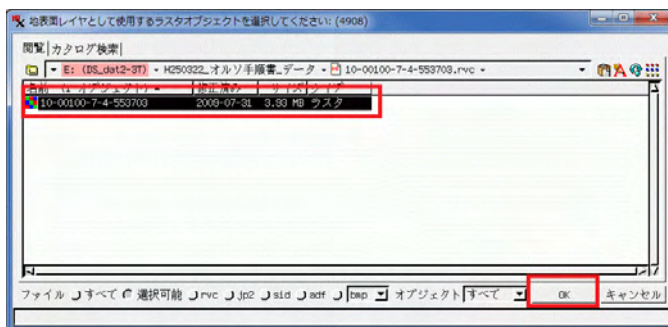 地表面レイヤとして使用するラスタオブジェクトを選択してください: (4908)
閲覧 カタログ検索
E: (DS_dat2-3T) H250322_オルソ手順書_データ 10-00100-7-4-553703.rvc
名前 オブジェクト) 修正済み サイズ タイプ
10-00100-7-4-553703 2009-07-31 3.93 MB ラスタ
ファイル すべて 選択可能 rvc jp2 sid adf bmp オブジェクト すべて OK キャンセル